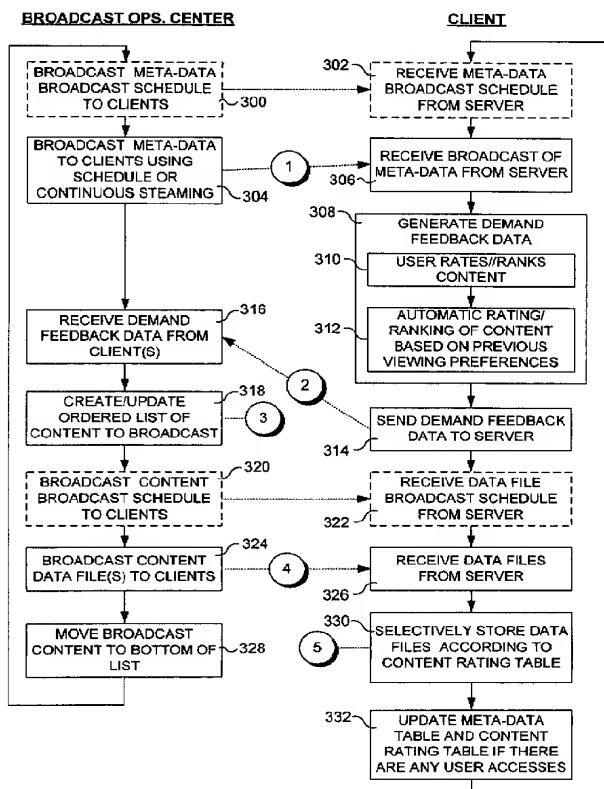 BROADCAST OPS. CENTER
CLIENT
BROADCAST META-DATA
BROADCAST SCHEDULE
TO CLIENTS
300
302
RECEIVE META-DATA
BROADCAST SCHEDULE
FROM SERVER
BROADCAST META-DATA
TO CLIENTS USING
SCHEDULE OR
CONTINUOUS STEAMING
304
1
RECEIVE BROADCAST OF
META-DATA FROM SERVER
306
308
GENERATE DEMAND
FEEDBACK DATA
310
USER RATES//RANKS
CONTENT
312
AUTOMATIC RATING/
RANKING OF CONTENT
BASED ON PREVIOUS
VIEWING PREFERENCES
316
RECEIVE DEMAND
FEEDBACK DATA FROM
CLIENT(S)
2
318
CREATE/UPDATE
ORDERED LIST OF
CONTENT TO BROADCAST
3
SEND DEMAND FEEDBACK
DATA TO SERVER
314
320
BROADCAST CONTENT
BROADCAST SCHEDULE
TO CLIENTS
RECEIVE DATA FILE
BROADCAST SCHEDULE
FROM SERVER
322
324
BROADCAST CONTENT
DATA FILE(S) TO CLIENTS
4
RECEIVE DATA FILES
FROM SERVER
326
MOVE BROADCAST
CONTENT TO BOTTOM OF
LIST
328
330
SELECTIVELY STORE DATA
FILES ACCORDING TO
CONTENT RATING TABLE
5
332
UPDATE META-DATA
TABLE AND CONTENT
RATING TABLE IF THERE
ARE ANY USER ACCESSES